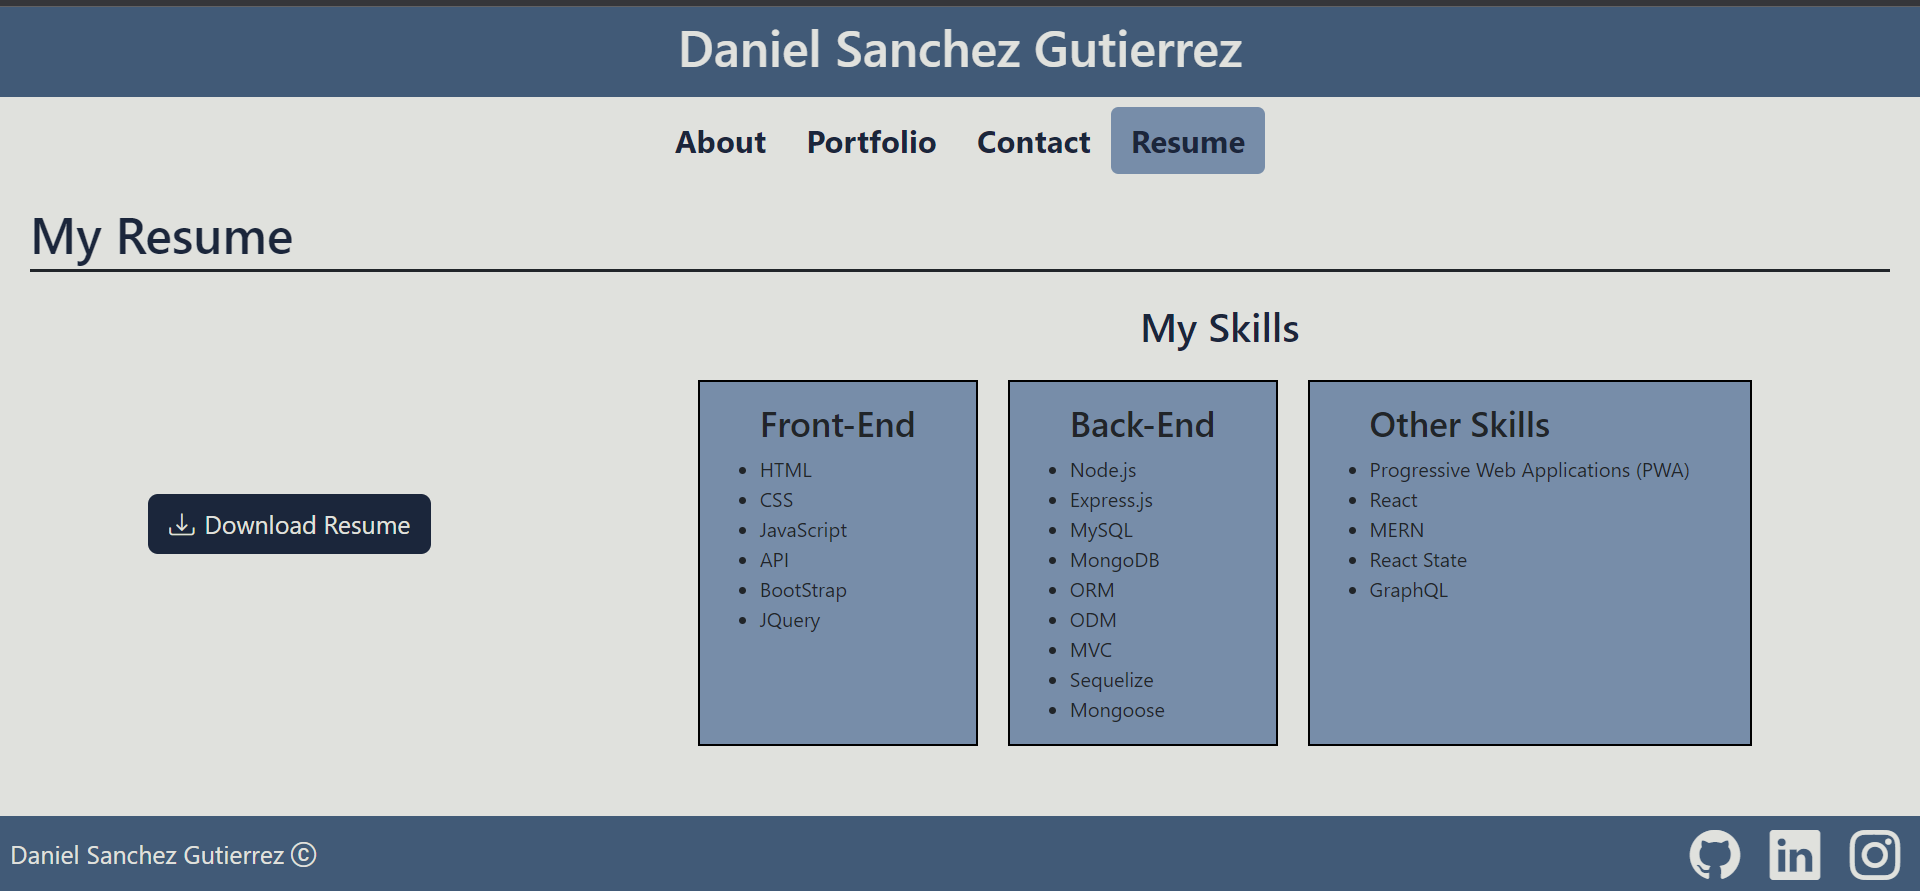 Daniel Sanchez Gutierrez
About Portfolio Contact Resume
My Resume
My Skills
Download Resume
Front-End
HTML
CSS
JavaScript
API
BootStrap
JQuery
Back-End
Node.js
Express.js
MySQL
MongoDB
ORM
ODM
MVC
Sequelize
Mongoose
Other Skills
Progressive Web Applications (PWA)
React
MERN
React State
GraphQL
Daniel Sanchez Gutierrez ©
in